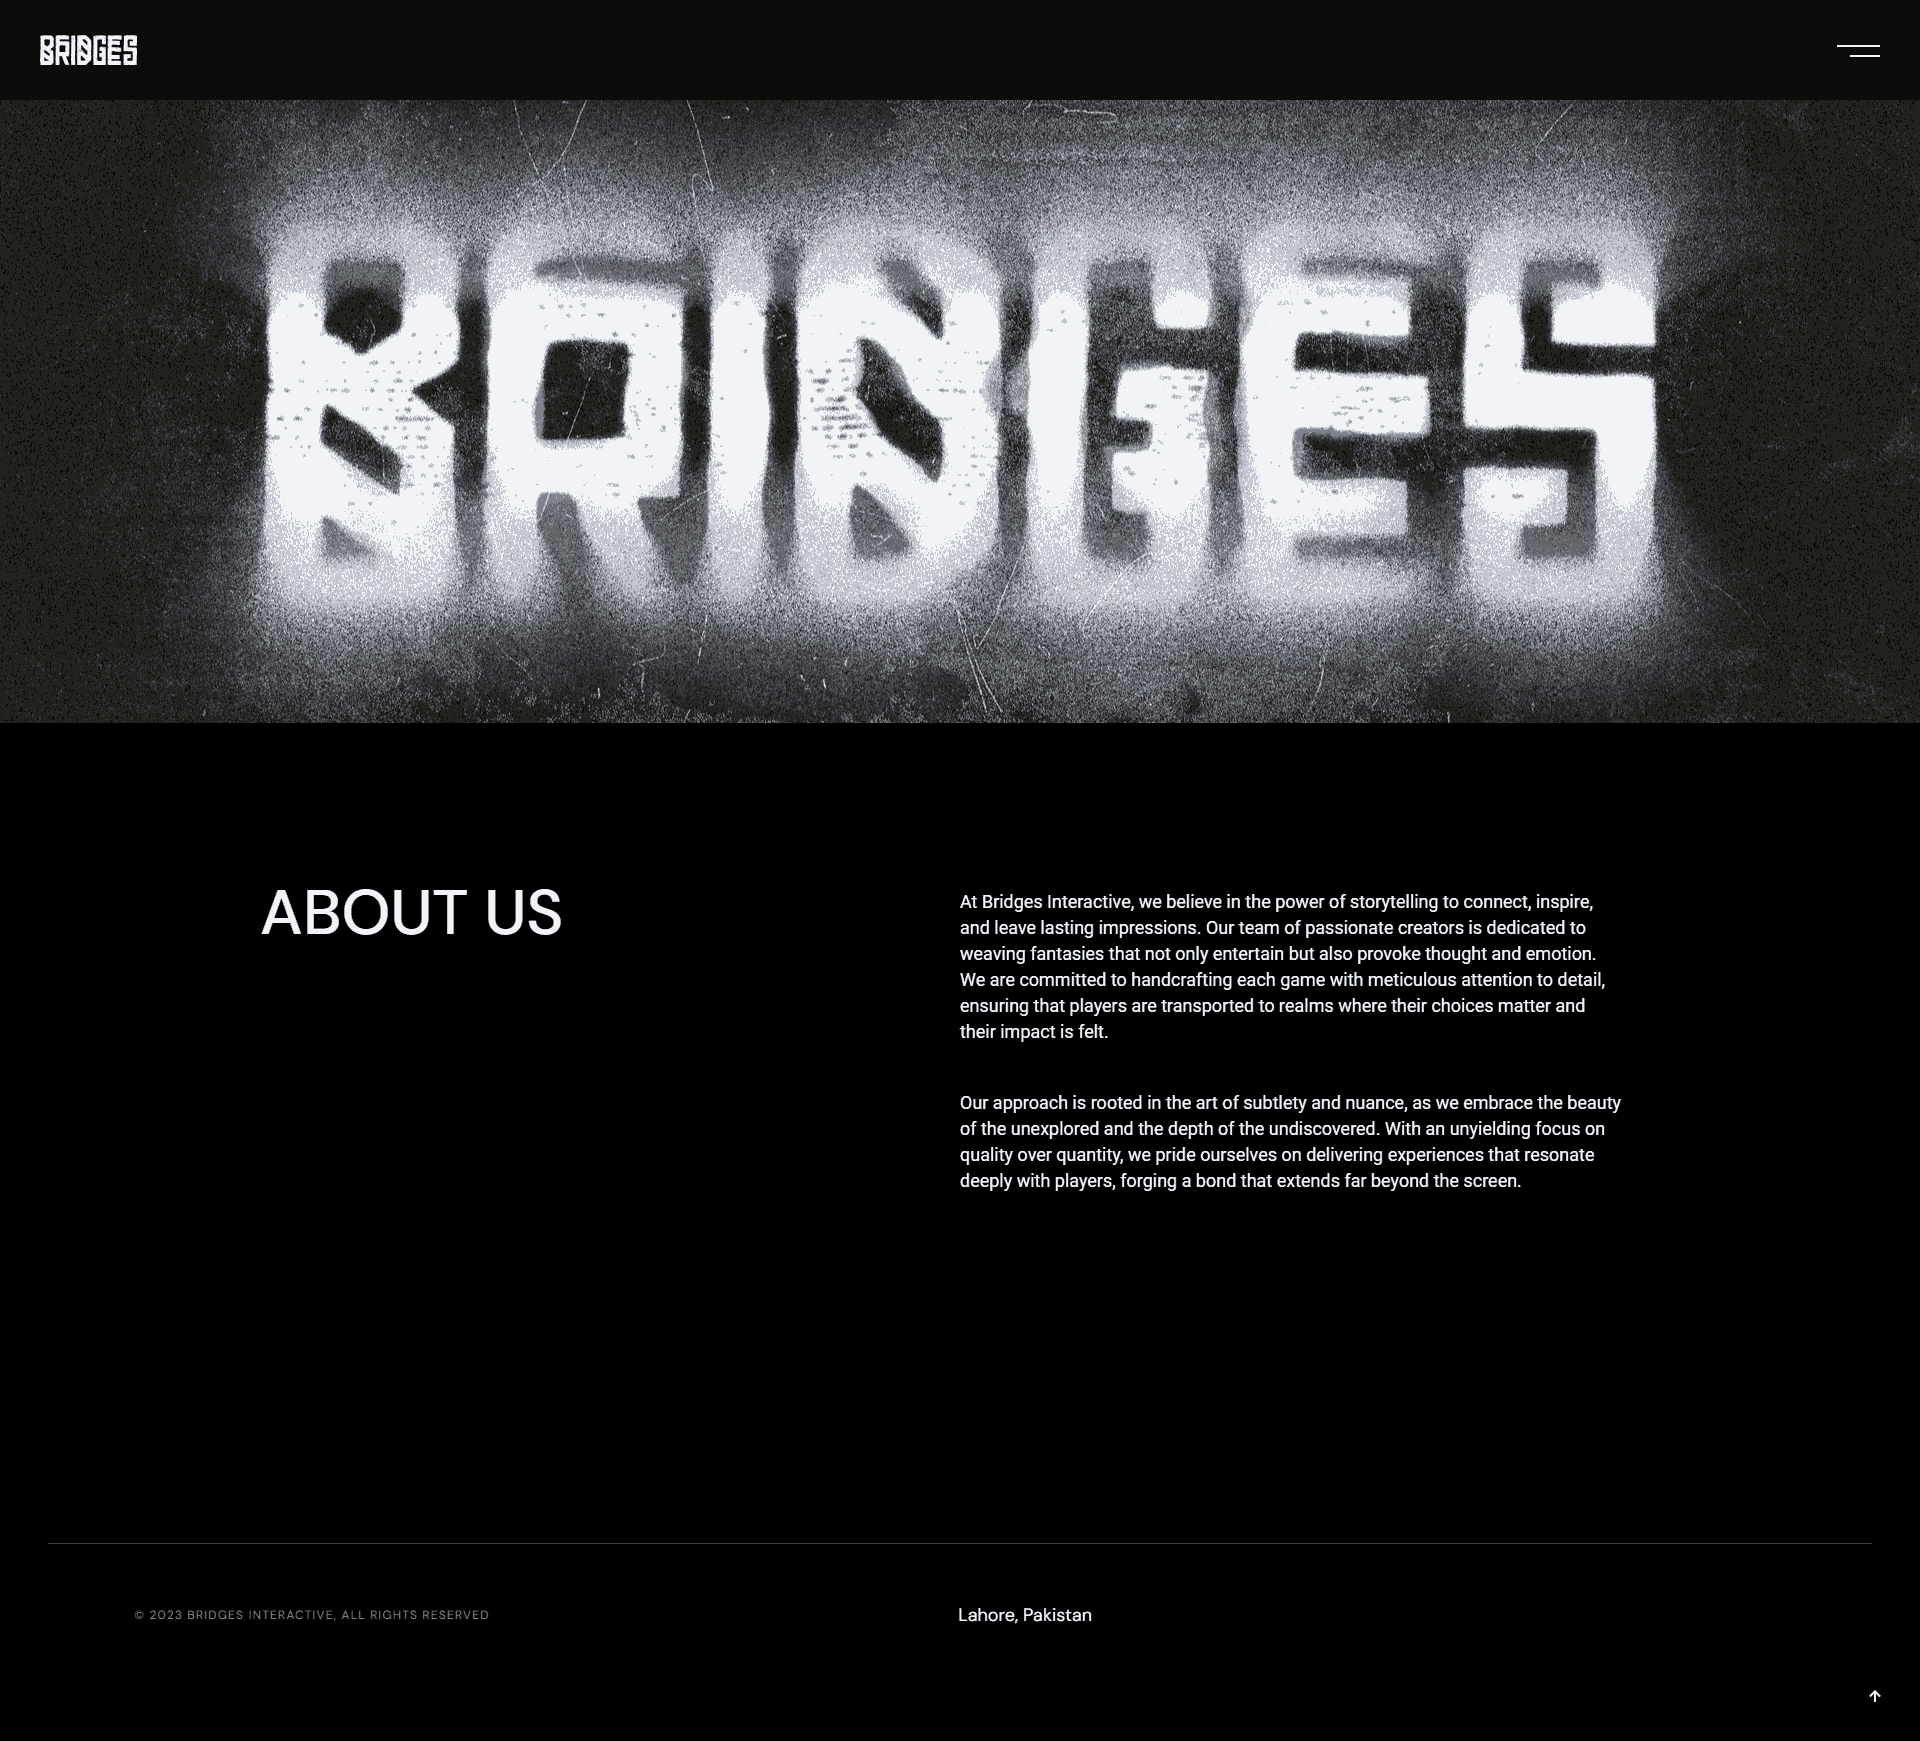 BRIDGES
BRIDGES
ABOUT US
At Bridges Interactive, we believe in the power of storytelling to connect, inspire,
and leave lasting impressions. Our team of passionate creators is dedicated to
weaving fantasies that not only entertain but also provoke thought and emotion.
We are committed to handcrafting each game with meticulous attention to detail,
ensuring that players are transported to realms where their choices matter and
their impact is felt.
Our approach is rooted in the art of subtlety and nuance, as we embrace the beauty
of the unexplored and the depth of the undiscovered. With an unyielding focus on
quality over quantity, we pride ourselves on delivering experiences that resonate
deeply with players, forging a bond that extends far beyond the screen.
© 2023 BRIDGES INTERACTIVE, ALL RIGHTS RESERVED
Lahore, Pakistan